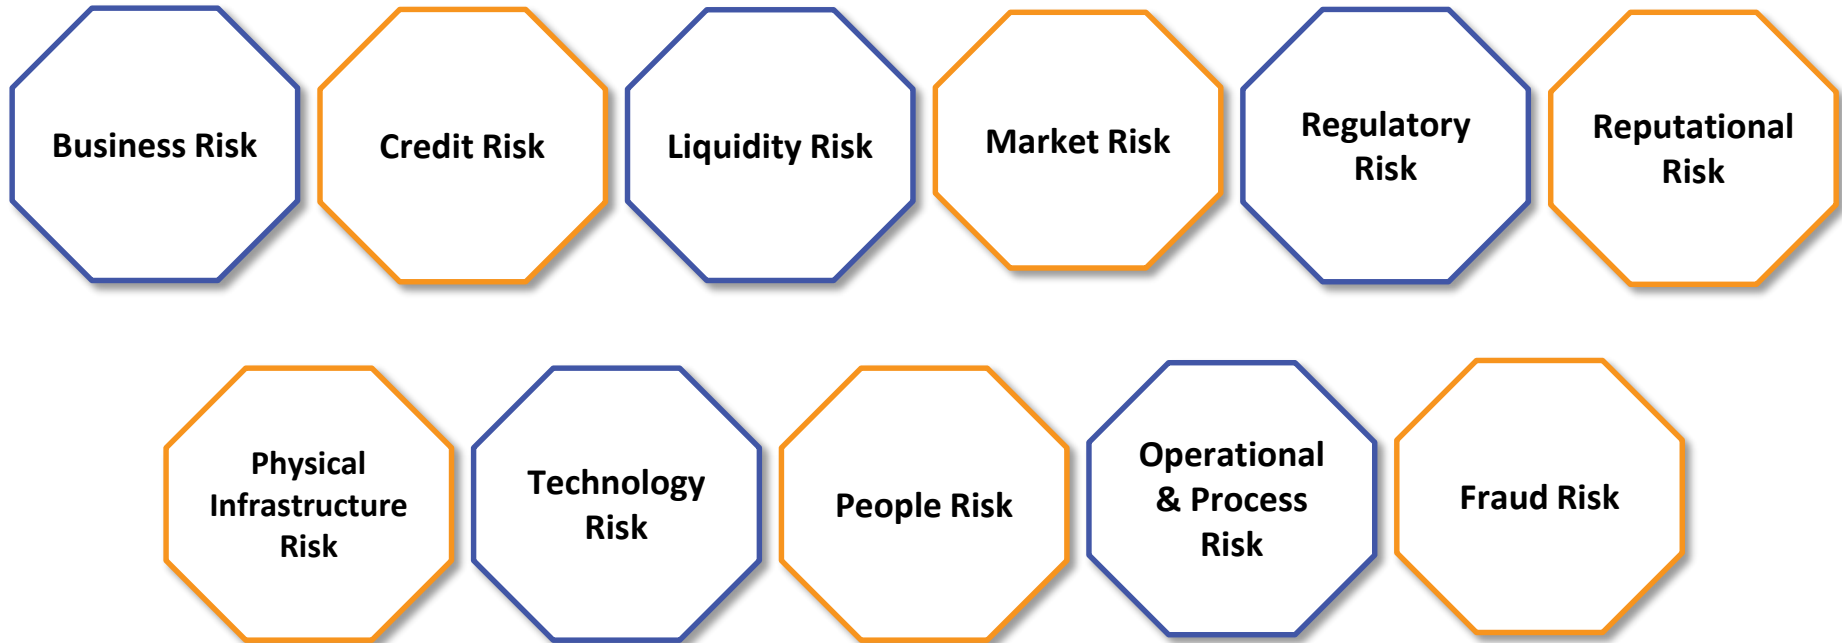 Business Risk
Credit Risk
Liquidity Risk
Market Risk
Regulatory
Risk
Reputational
Risk
Physical
Infrastructure
Risk
Technology
Risk
People Risk
Operational
& Process
Risk
Fraud Risk